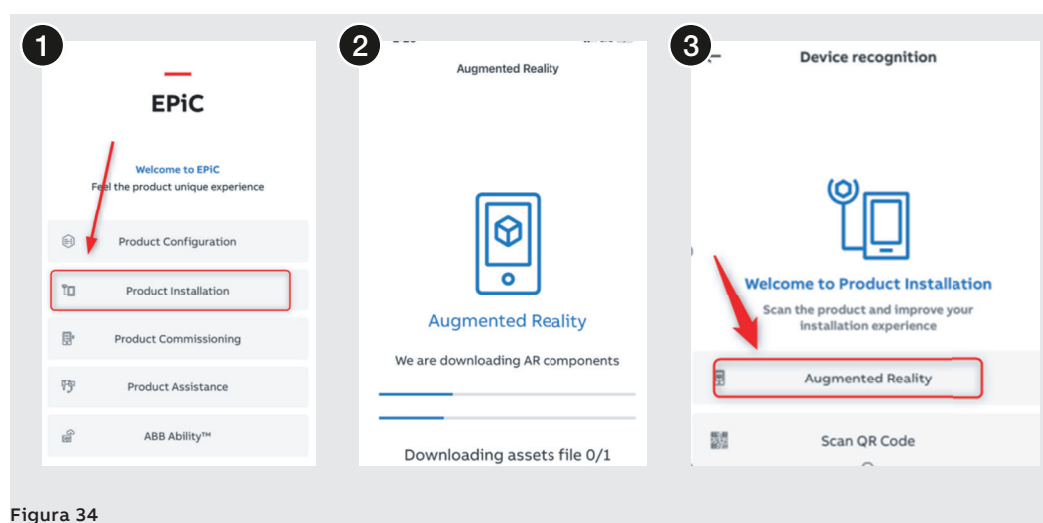 1
EPiC
Welcome to EPiC
Feel the product unique experience
Product Configuration
Product Installation
Product Commissioning
Product Assistance
ABB Ability™
2
Augmented Reality
Augmented Reality
We are downloading AR components
Downloading assets file 0/1
3
Device recognition
Welcome to Product Installation
Scan the product and improve your
installation experience
Augmented Reality
Scan QR Code
Figura 34